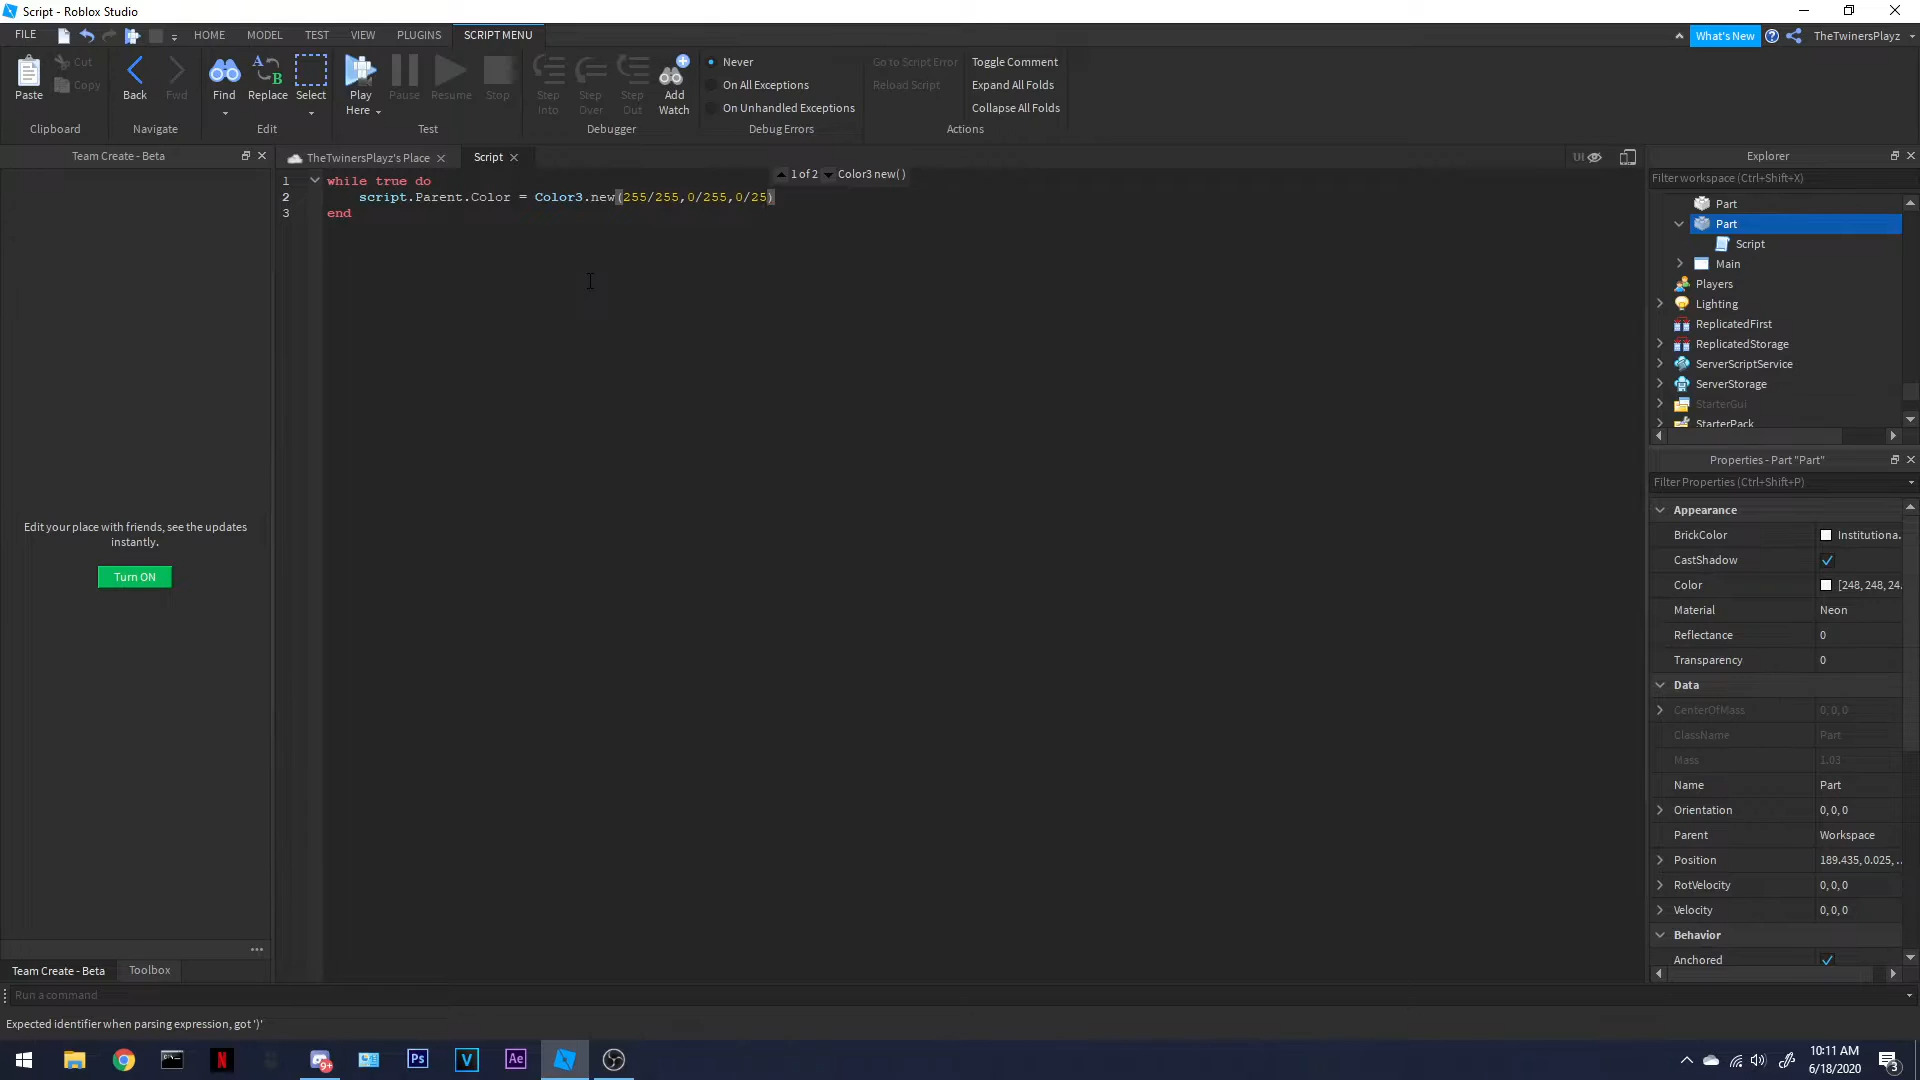 Script - Roblox Studio
FILE HOME MODEL TEST VIEW PLUGINS SCRIPT MENU What's New TheTwinersPlayz
Paste Cut Copy Back Fwd Find Replace Select Play Here Pause Resume Stop Step Into Step Over Step Out Add Watch Never On All Exceptions On Unhandled Exceptions Go to Script Error Reload Script Toggle Comment Expand All Folds Collapse All Folds
Clipboard Navigate Edit Test Debugger Debug Errors Actions
Team Create - Beta
TheTwinersPlayz's Place Script UI
1 of 2 Color3 new()
1 while true do
2 script.Parent.Color = Color3.new(255/255,0/255,0/25)
3 end
Edit your place with friends, see the updates
instantly.
Turn ON
Team Create - Beta Toolbox
Explorer
Filter workspace (Ctrl+Shift+X)
Part
Part
Script
Main
Players
Lighting
ReplicatedFirst
ReplicatedStorage
ServerScriptService
ServerStorage
StarterGui
StarterPack
Properties - Part "Part"
Filter Properties (Ctrl+Shift+P)
Appearance
BrickColor Instituiona.
CastShadow
Color [248, 248, 24.
Material Neon
Reflectance 0
Transparency 0
Data
CenterOfMass 0, 0, 0
ClassName Part
Mass 1.03
Name Part
Orientation 0, 0, 0
Parent Workspace
Position 189.435, 0.025, ..
RotVelocity 0, 0, 0
Velocity 0, 0, 0
Behavior
Anchored
Run a command
Expected identifier when parsing expression, got ')'
N 9+ Ps V Ae
10:11 AM
6/18/2020
3